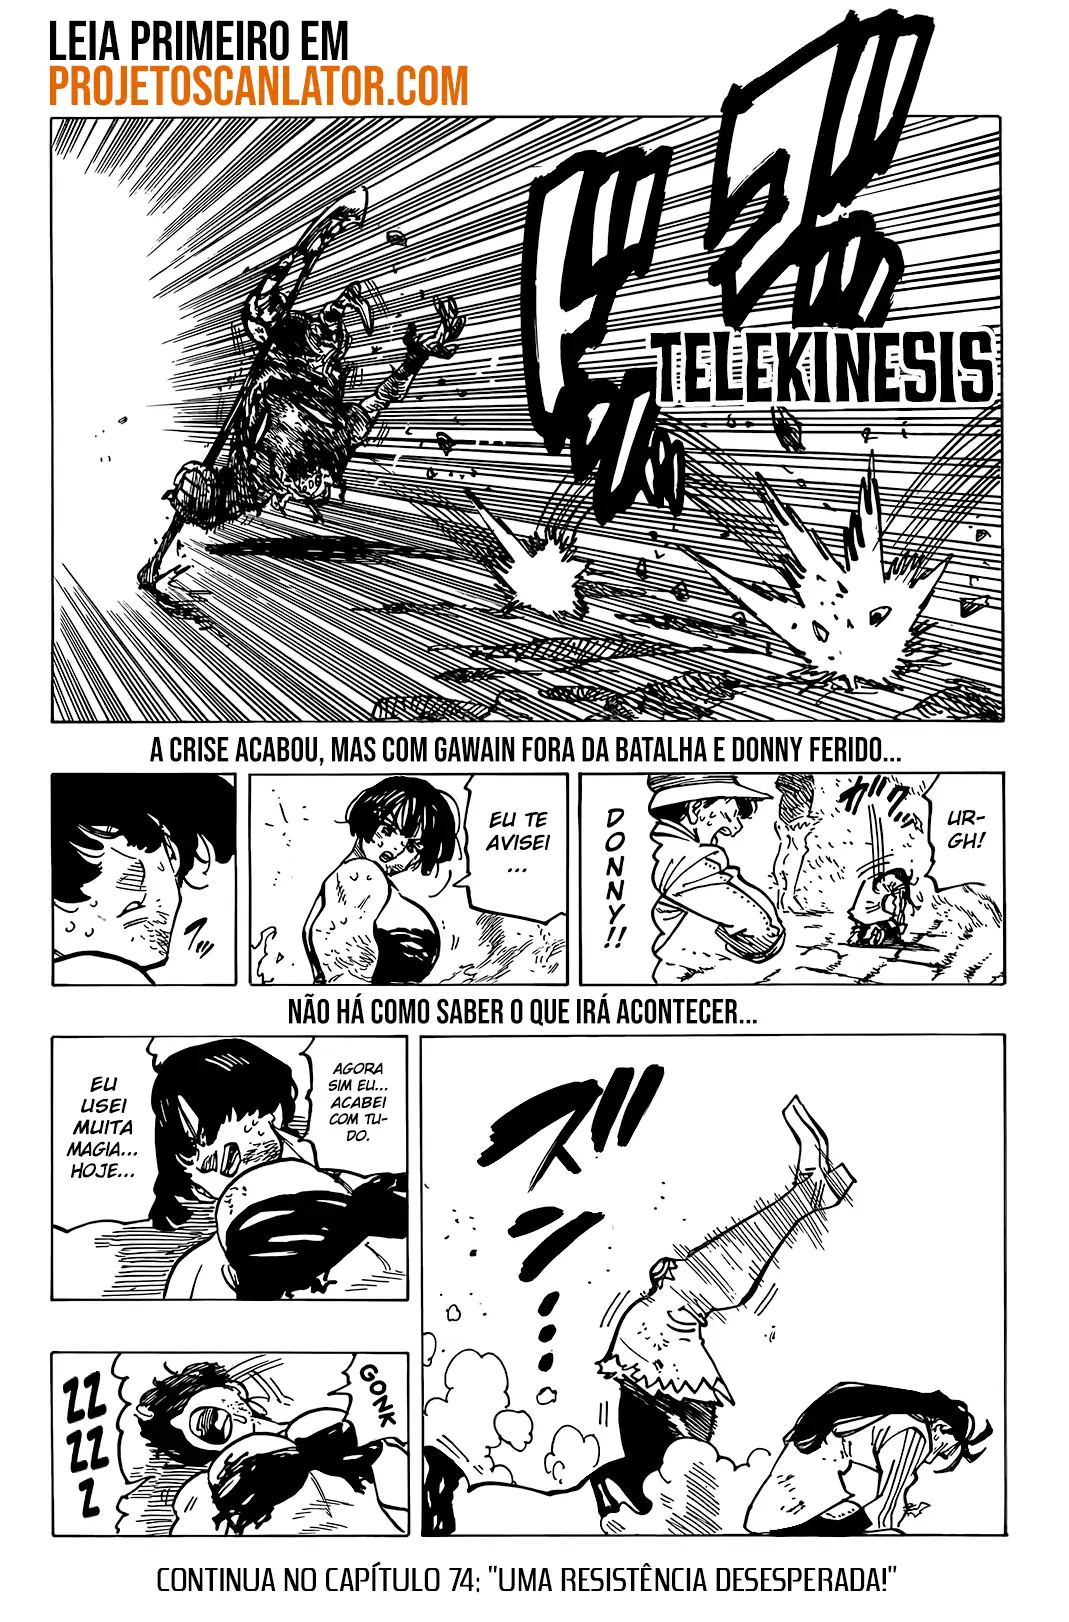 LEIA PRIMEIRO EM
PROJETOSCANLATOR.COM
TELEKINESIS
A CRISE ACABOU, MAS COM GAWAIN FORA DA BATALHA E DONNY FERIDO...
UR-
GH!
DONNY!!
EU TE
AVISEI
...
NÃO HÁ COMO SABER O QUE IRÁ ACONTECER...
ズン...
AGORA
SIM EU...
ACABEI
COM TU-
DO.
EU
USEI
MUITA
MAGIA...
HOJE...
GONK
ZZ
ZZ
Z
CONTINUA NO CAPÍTULO 74: "UMA RESISTÊNCIA DESESPERADA!"